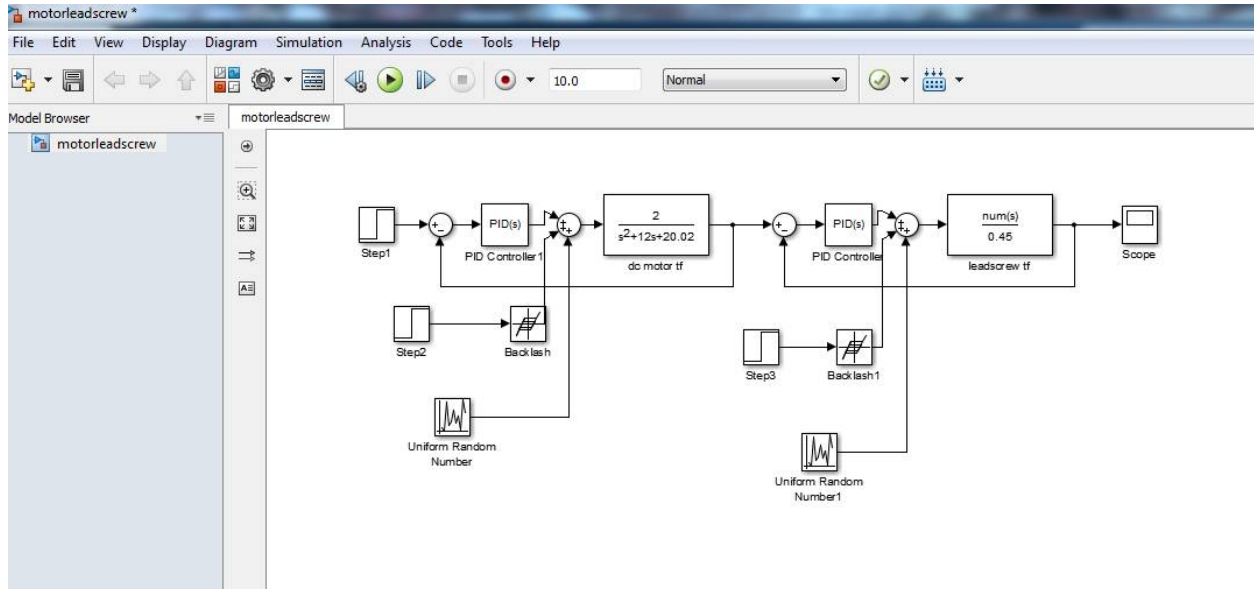 motorleadscrew *
File Edit View Display Diagram Simulation Analysis Code Tools Help
10.0 Normal
Model Browser
motorleadscrew
motorleadscrew
Step1
PID(s)
PID Controller1
2
s²+12s+20.02
dc motor tf
PID(s)
PID Controller
num(s)
0.45
leadscrew tf
Scope
Step2
Backlash
Step3
Backlash1
Uniform Random
Number
Uniform Random
Number1